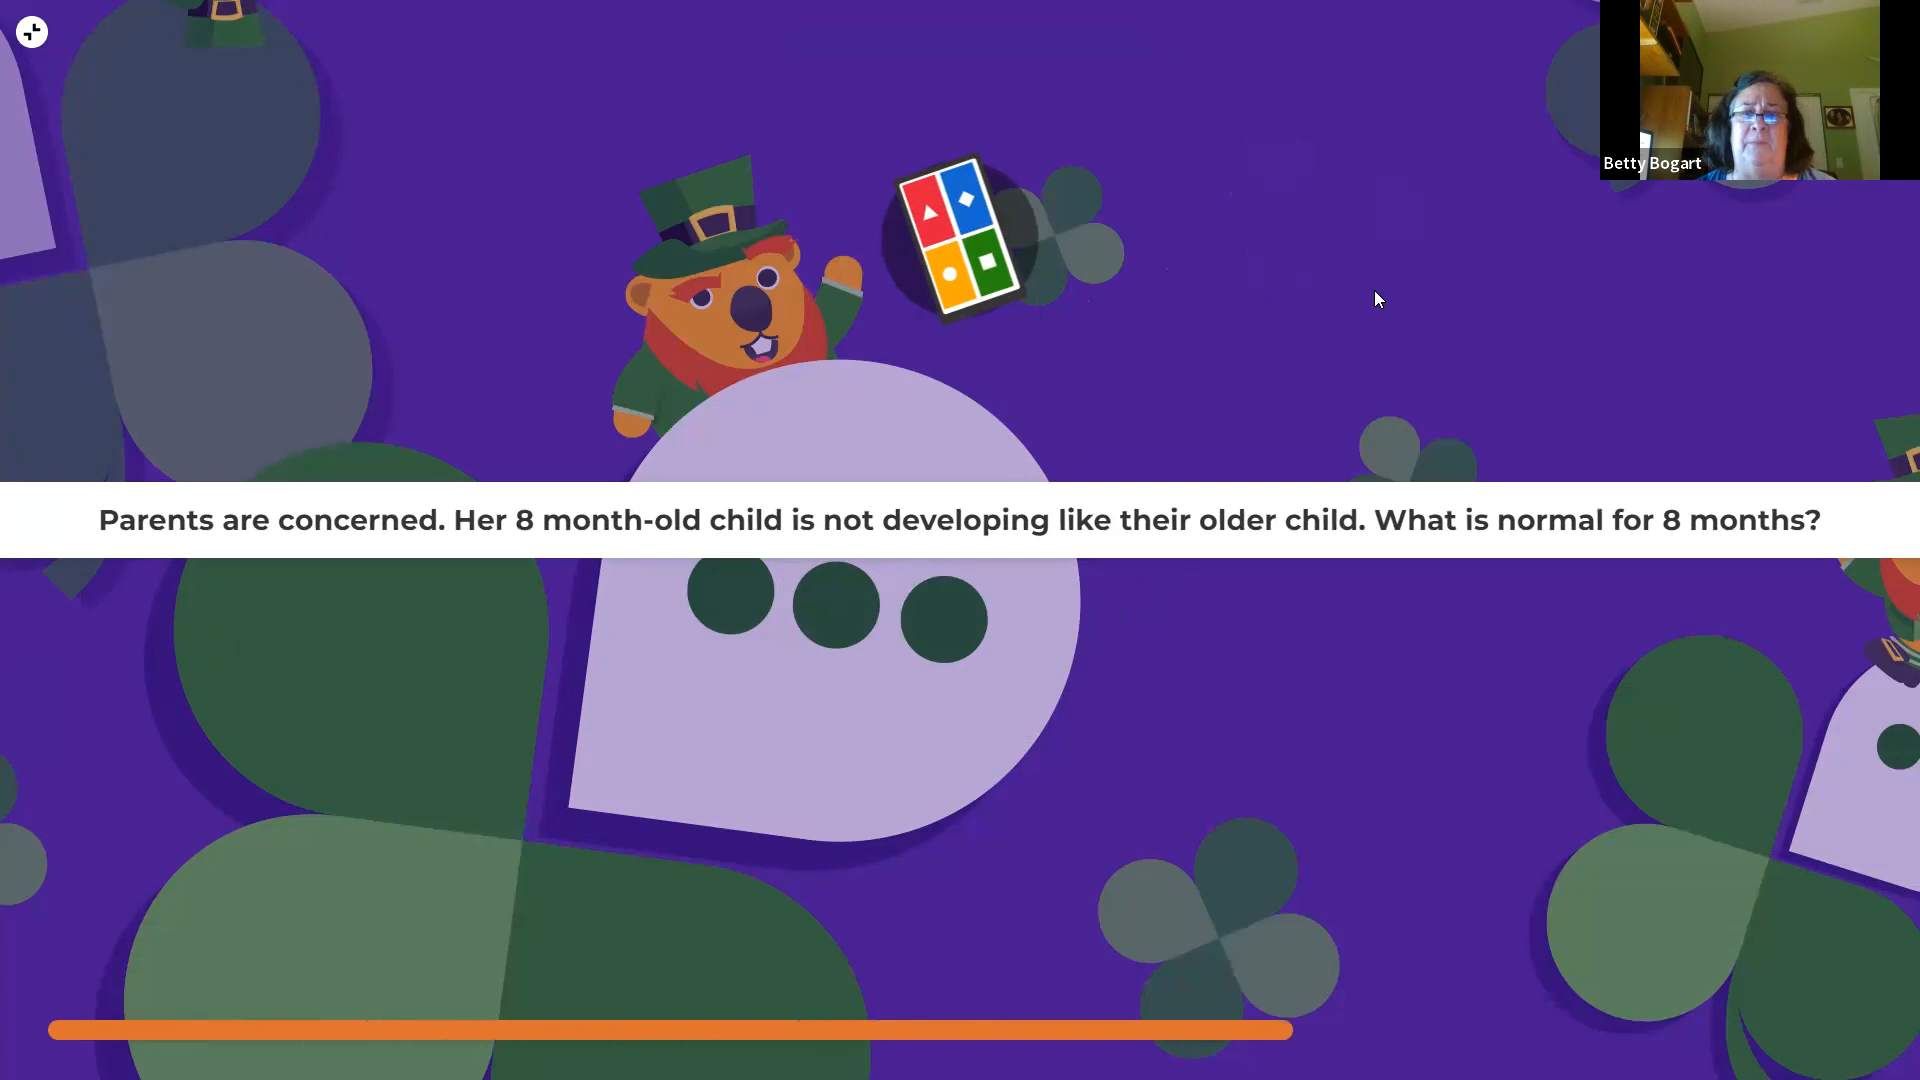 Betty Bogart
Parents are concerned. Her 8 month-old child is not developing like their older child. What is normal for 8 months?